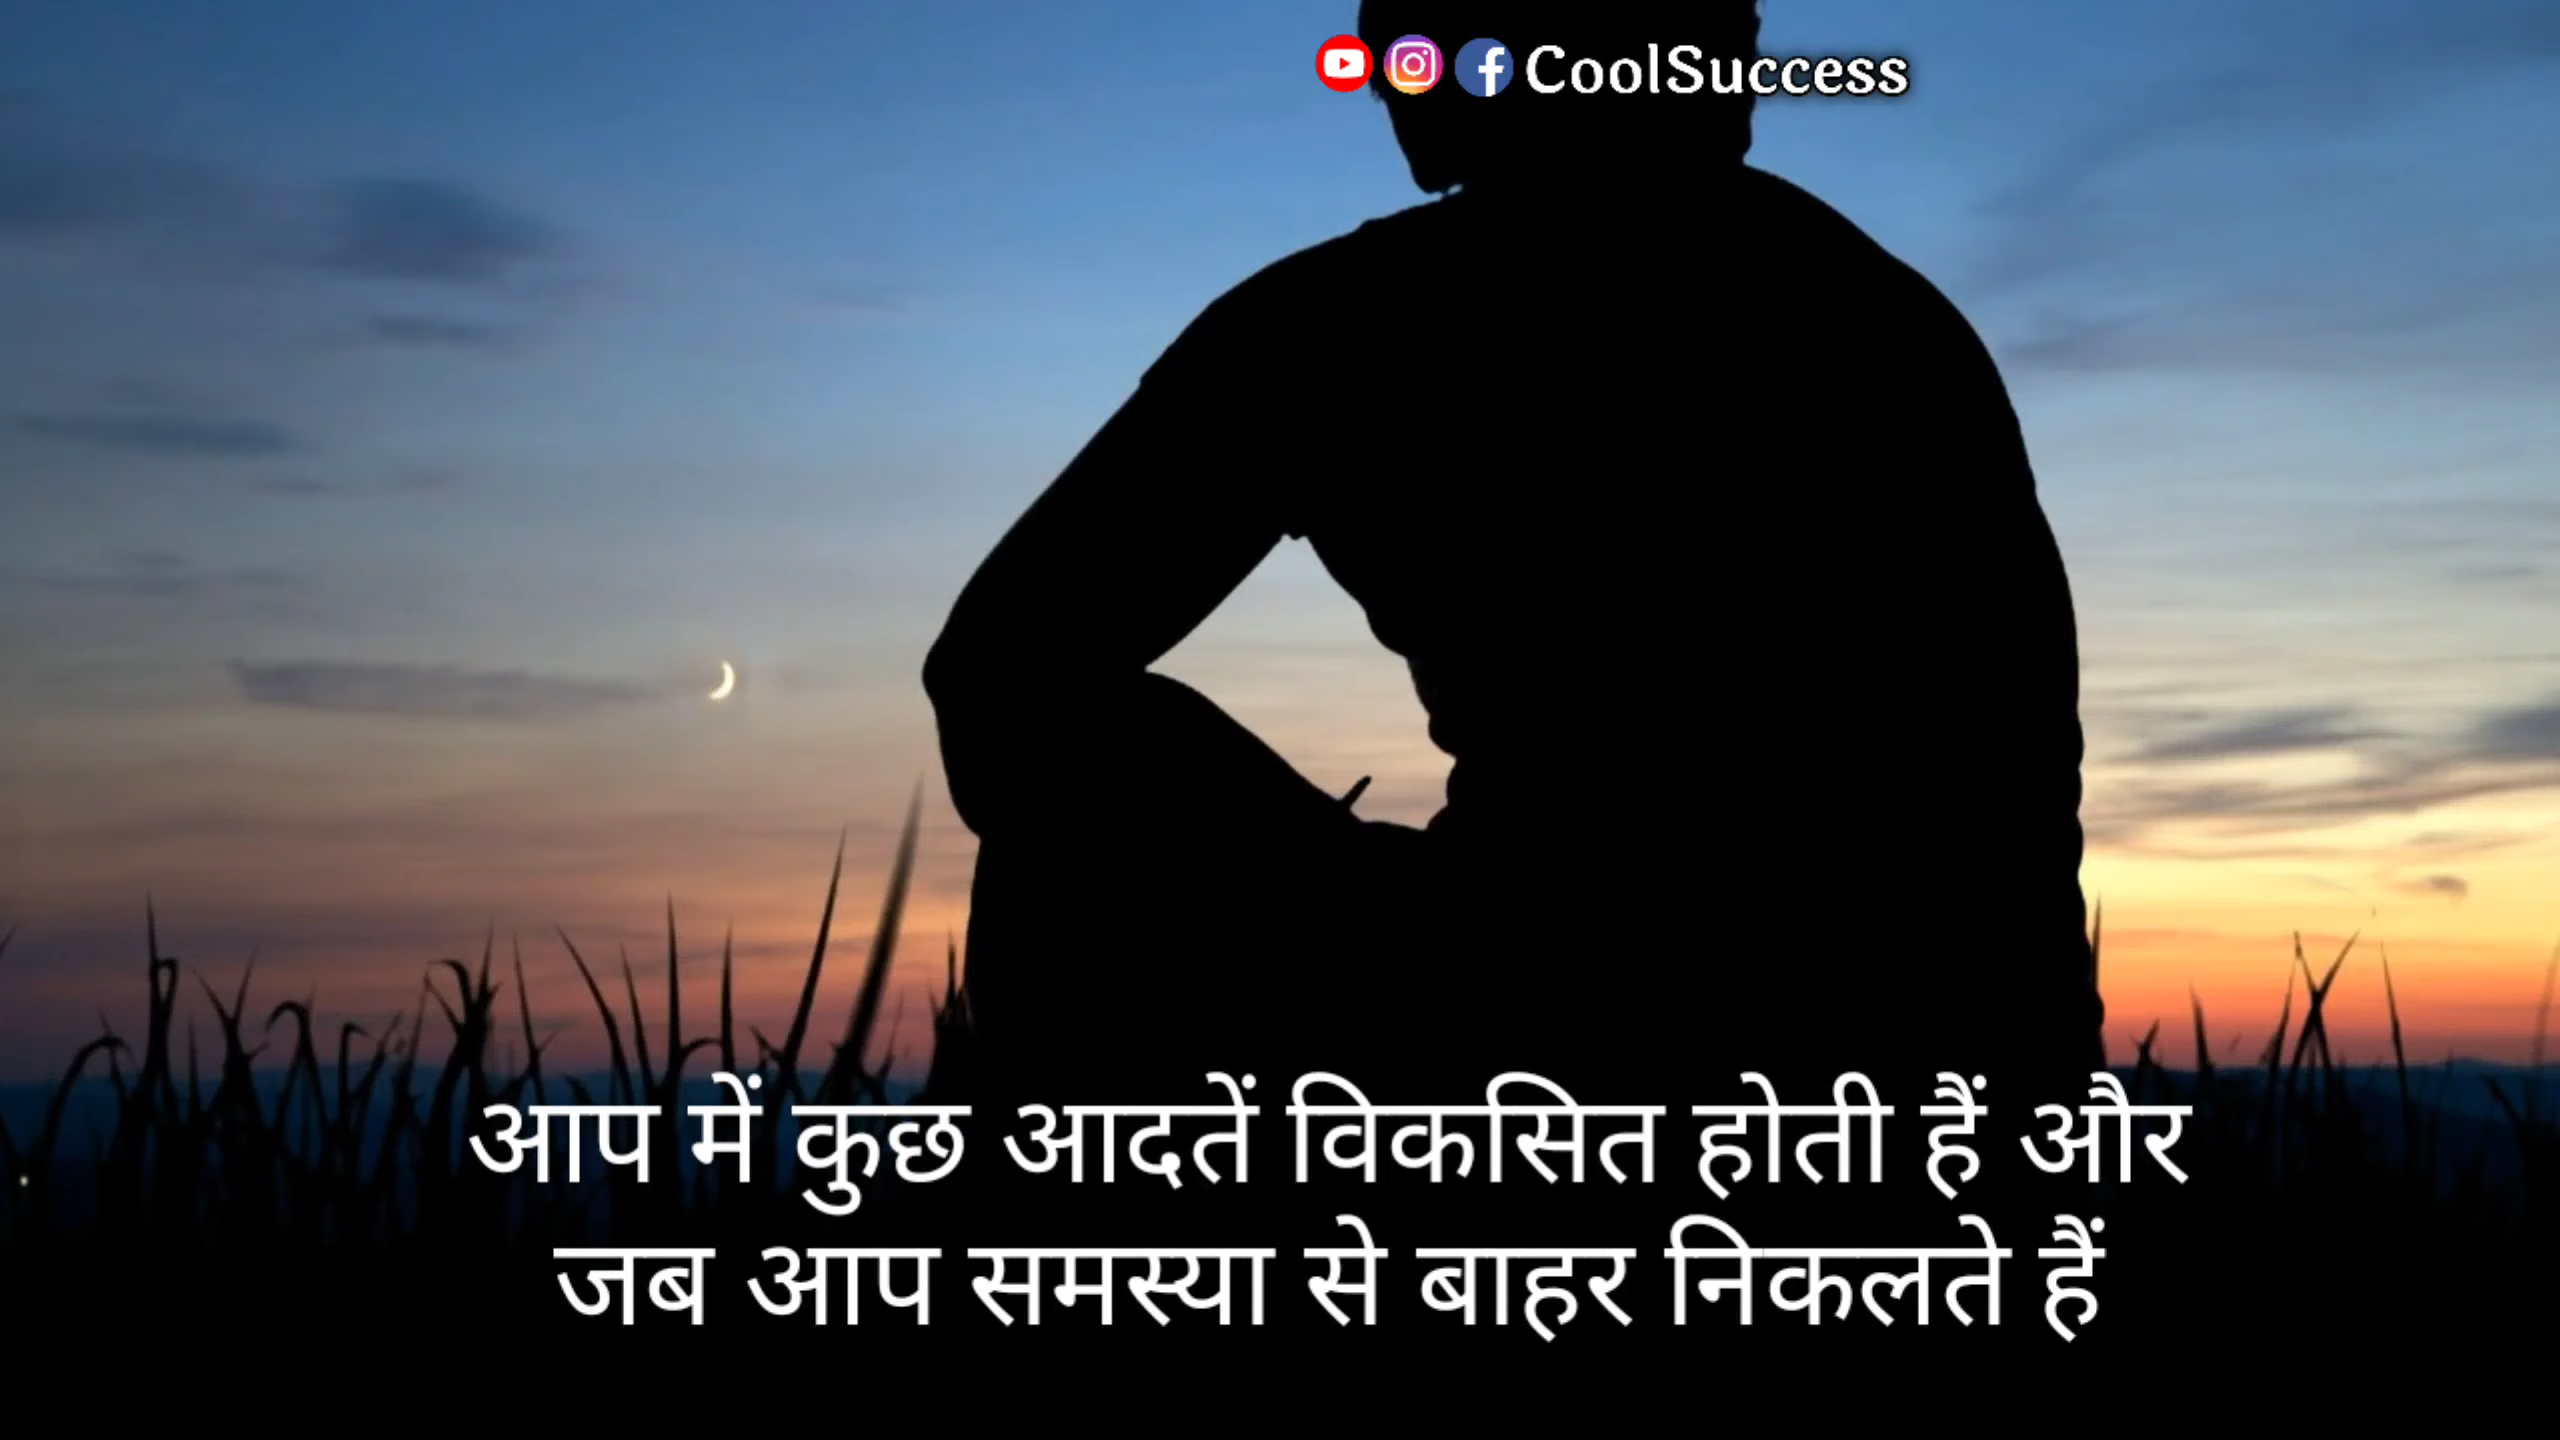 CoolSuccess
आप में कुछ आदतें विकसित होती हैं और
जब आप समस्या से बाहर निकलते हैं